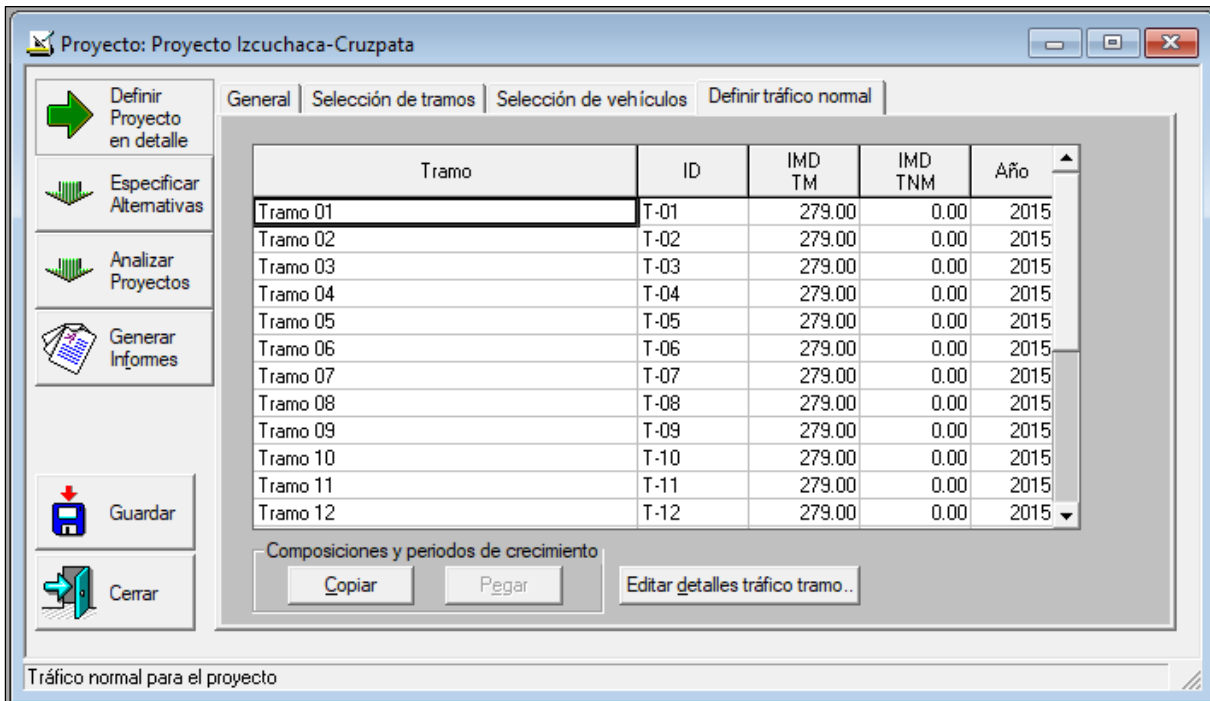 Proyecto: Proyecto Izcuchaca-Cruzpata
Definir
Proyecto
en detalle
Especificar
Alternativas
Analizar
Proyectos
Generar
Informes
Guardar
Cerrar
General Selección de tramos Selección de vehículos Definir tráfico normal
Tramo ID IMD TM IMD TNM Año
Tramo 01 T-01 279.00 0.00 2015
Tramo 02 T-02 279.00 0.00 2015
Tramo 03 T-03 279.00 0.00 2015
Tramo 04 T-04 279.00 0.00 2015
Tramo 05 T-05 279.00 0.00 2015
Tramo 06 T-06 279.00 0.00 2015
Tramo 07 T-07 279.00 0.00 2015
Tramo 08 T-08 279.00 0.00 2015
Tramo 09 T-09 279.00 0.00 2015
Tramo 10 T-10 279.00 0.00 2015
Tramo 11 T-11 279.00 0.00 2015
Tramo 12 T-12 279.00 0.00 2015
Composiciones y periodos de crecimiento
Copiar Pegar Editar detalles tráfico tramo..
Tráfico normal para el proyecto